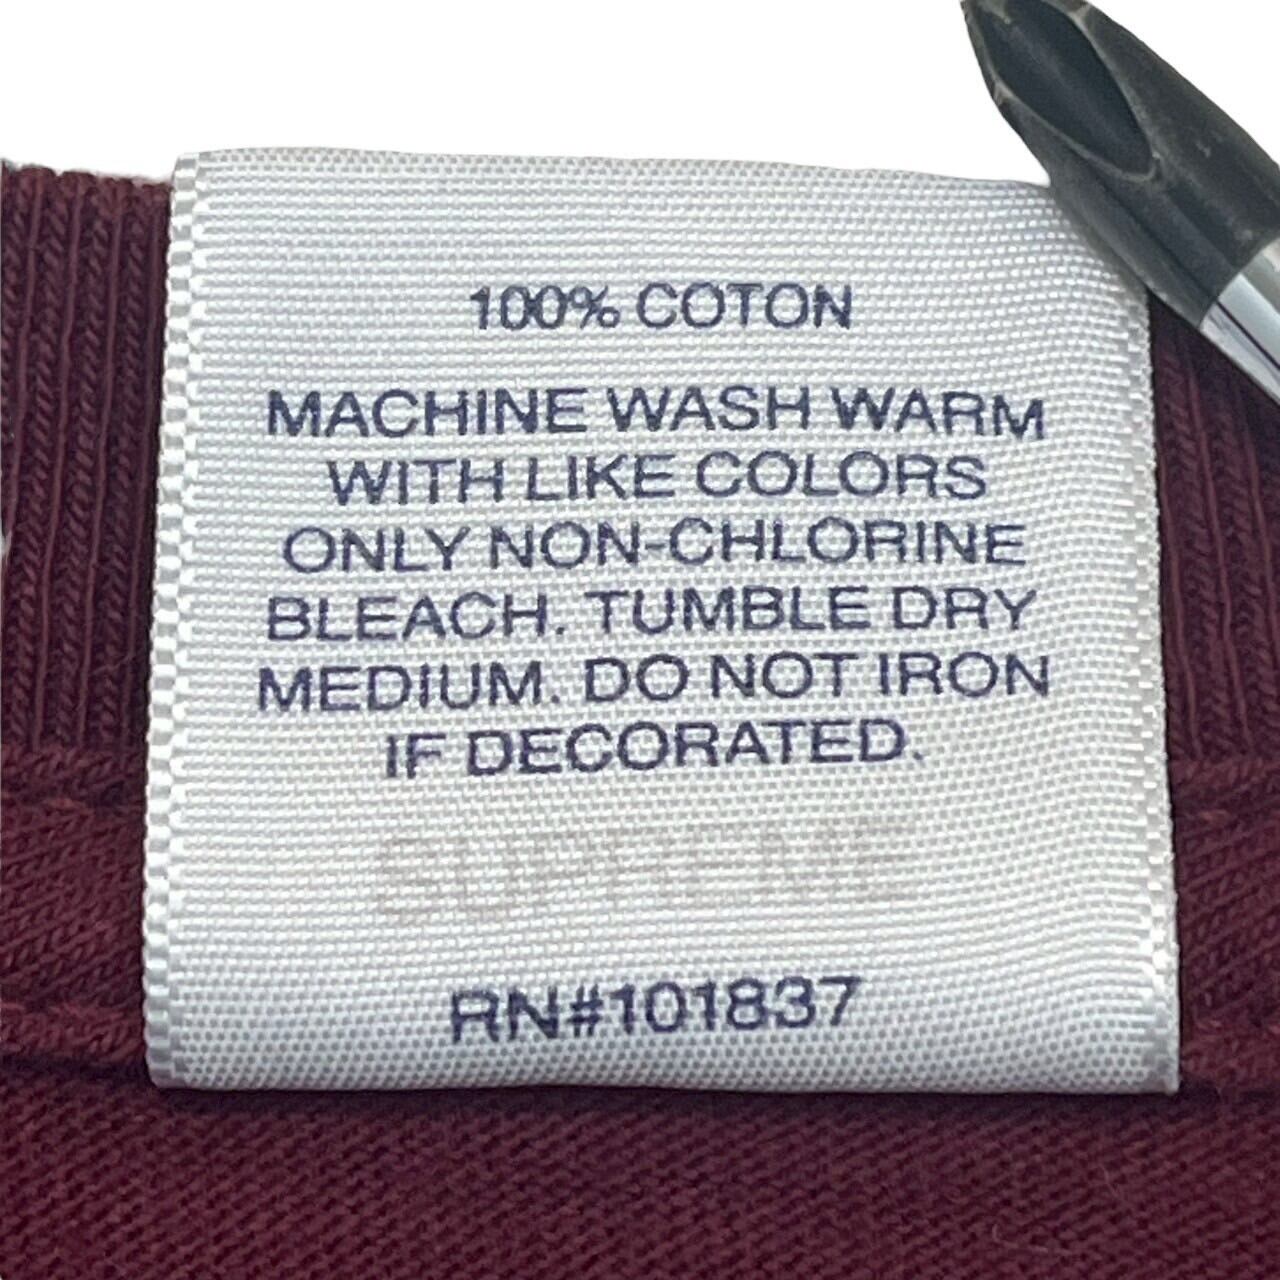 100% COTON
MACHINE WASH WARM
WITH LIKE COLORS
ONLY NON-CHLORINE
BLEACH. TUMBLE DRY
MEDIUM. DO NOT IRON
IF DECORATED.
SUPREME
RN#101837